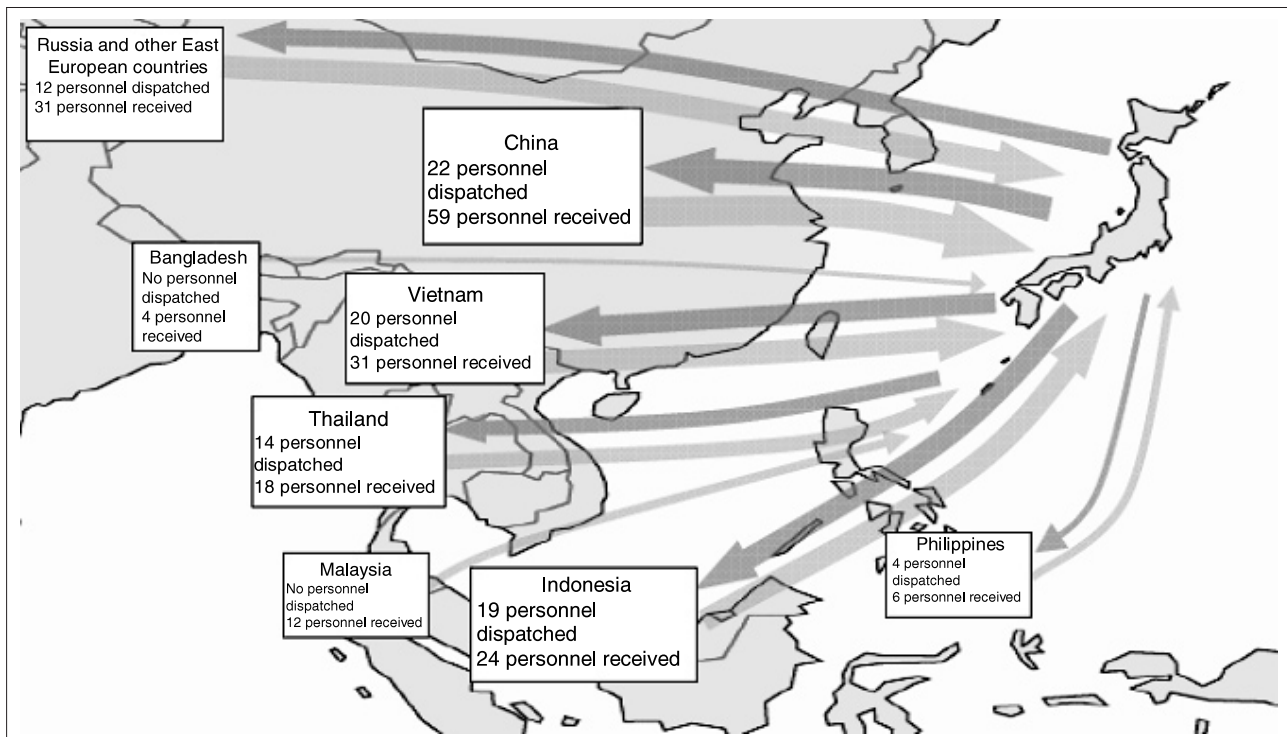 Russia and other East
European countries
12 personnel dispatched
31 personnel received
China
22 personnel
dispatched
59 personnel received
Bangladesh
No personnel
dispatched
4 personnel
received
Vietnam
20 personnel
dispatched
31 personnel received
Thailand
14 personnel
dispatched
18 personnel received
Malaysia
No personnel
dispatched
12 personnel received
Indonesia
19 personnel
dispatched
24 personnel received
Philippines
4 personnel
dispatched
6 personnel received